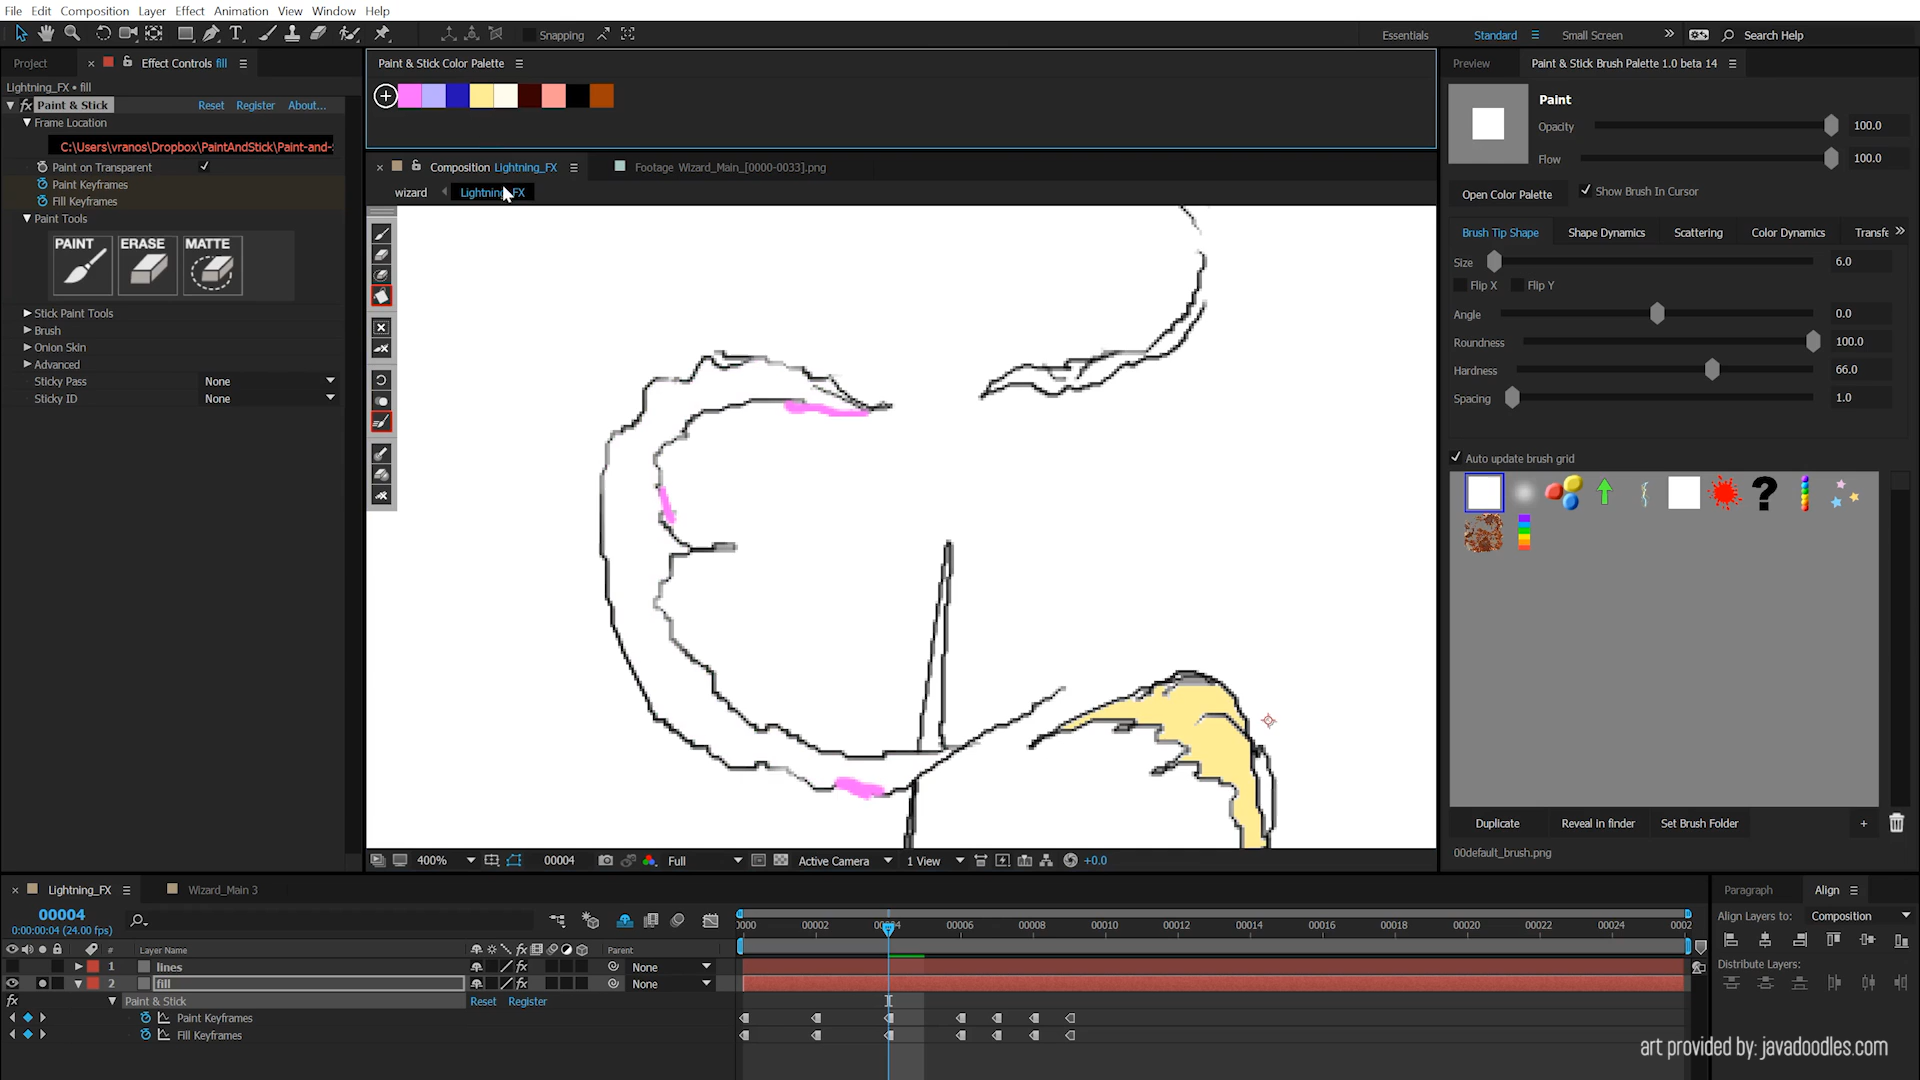 File Edit Composition Layer Effect Animation View Window Help
Snapping
Essentials Standard Small Screen Search Help
Project Effect Controls fill
Lightning_FX • fill
Paint & Stick Reset Register About...
Frame Location
C:\Users\vranos\Dropbox\PaintAndStick\Paint-and-
Paint on Transparent
Paint Keyframes
Fill Keyframes
Paint Tools
PAINT ERASE MATTE
Stick Paint Tools
Brush
Onion Skin
Advanced
Sticky Pass None
Sticky ID None
Paint & Stick Color Palette
Composition Lightning_FX Footage Wizard_Main_[0000-0033].png
wizard Lightning_FX
400% 00004 Full Active Camera 1 View +0.0
Preview Paint & Stick Brush Palette 1.0 beta 14
Paint
Opacity 100.0
Flow 100.0
Open Color Palette Show Brush In Cursor
Brush Tip Shape Shape Dynamics Scattering Color Dynamics Transfe
Size 6.0
Flip X Flip Y
Angle 0.0
Roundness 100.0
Hardness 66.0
Spacing 1.0
Auto update brush grid
Duplicate Reveal in finder Set Brush Folder +
00default_brush.png
Lightning_FX Wizard_Main 3
00004
0:00:00:04 (24.00 fps)
# Layer Name Parent
1 lines None
2 fill None
Paint & Stick Reset Register
Paint Keyframes
Fill Keyframes
0000 00002 00004 00006 00008 00010 00012 00014 00016 00018 00020 00022 00024 0002
Paragraph Align
Align Layers to: Composition
Distribute Layers:
art provided by: javadoodles.com